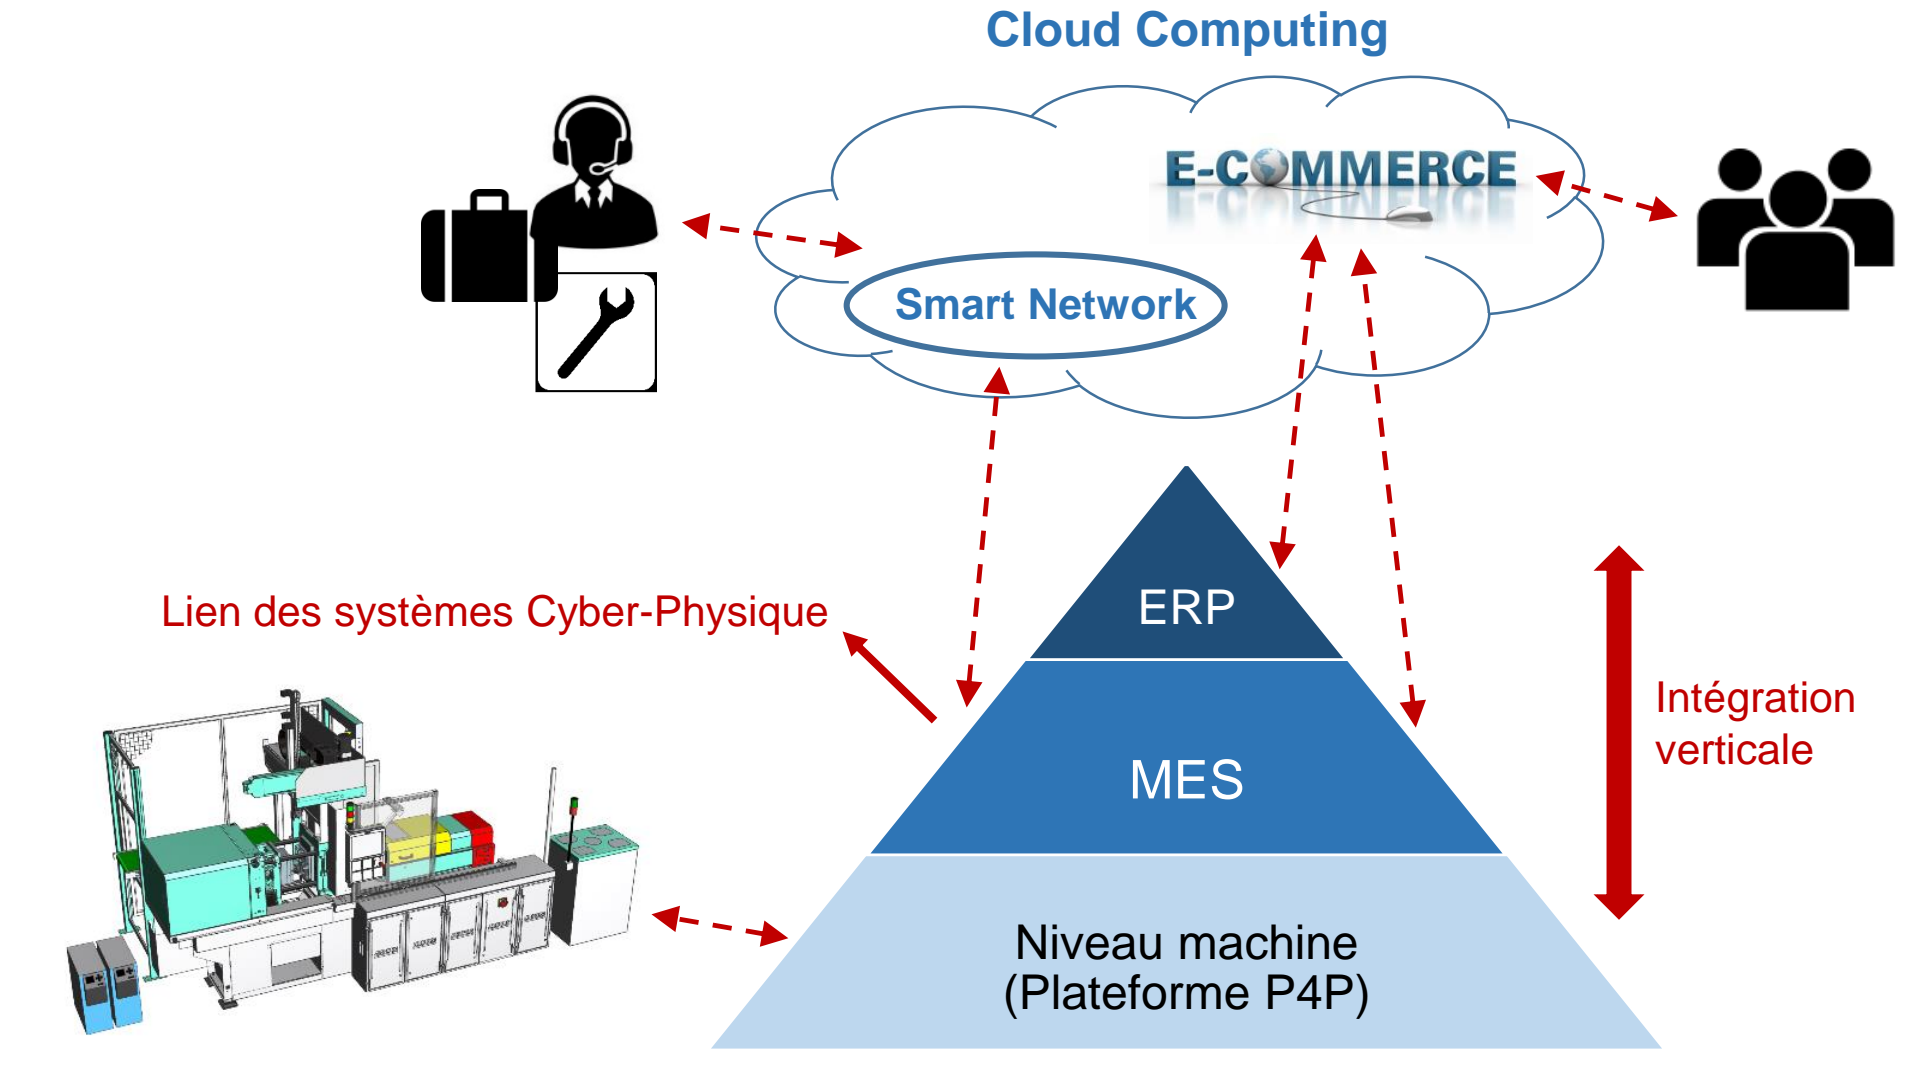 Cloud Computing
E-COMMERCE
Smart Network
ERP
Lien des systèmes Cyber-Physique
Intégration
verticale
MES
Niveau machine
(Plateforme P4P)